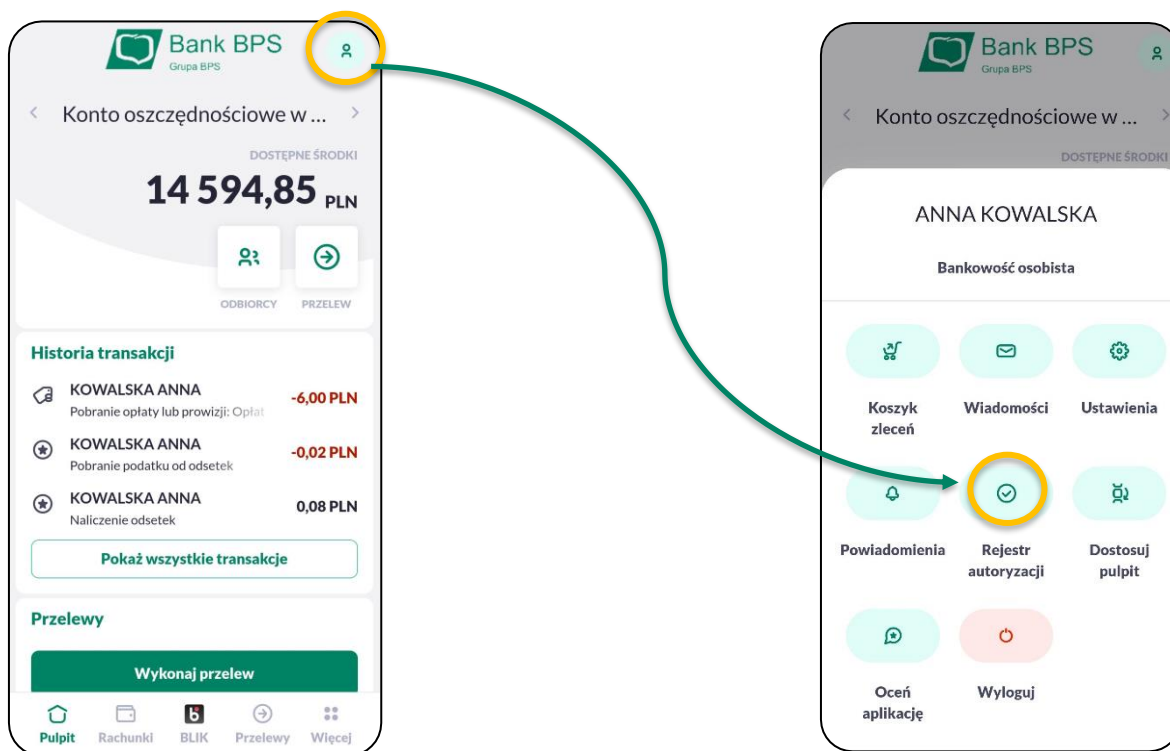 Bank BPS
Grupa BPS
Konto oszczędnościowe w ...
DOSTĘPNE ŚRODKI
14 594,85 PLN
ODBIORCY PRZELEW
Historia transakcji
KOWALSKA ANNA
Pobranie opłaty lub prowizji: Opłat
-6,00 PLN
KOWALSKA ANNA
Pobranie podatku od odsetek
-0,02 PLN
KOWALSKA ANNA
Naliczenie odsetek
0,08 PLN
Pokaż wszystkie transakcje
Przelewy
Wykonaj przelew
Pulpit Rachunki BLIK Przelewy Więcej
Bank BPS
Grupa BPS
Konto oszczędnościowe w ...
DOSTĘPNE ŚRODKI
ANNA KOWALSKA
Bankowość osobista
Koszyk
zleceń
Wiadomości
Ustawienia
Powiadomienia
Rejestr
autoryzacji
Dostosuj
pulpit
Oceń
aplikację
Wyloguj